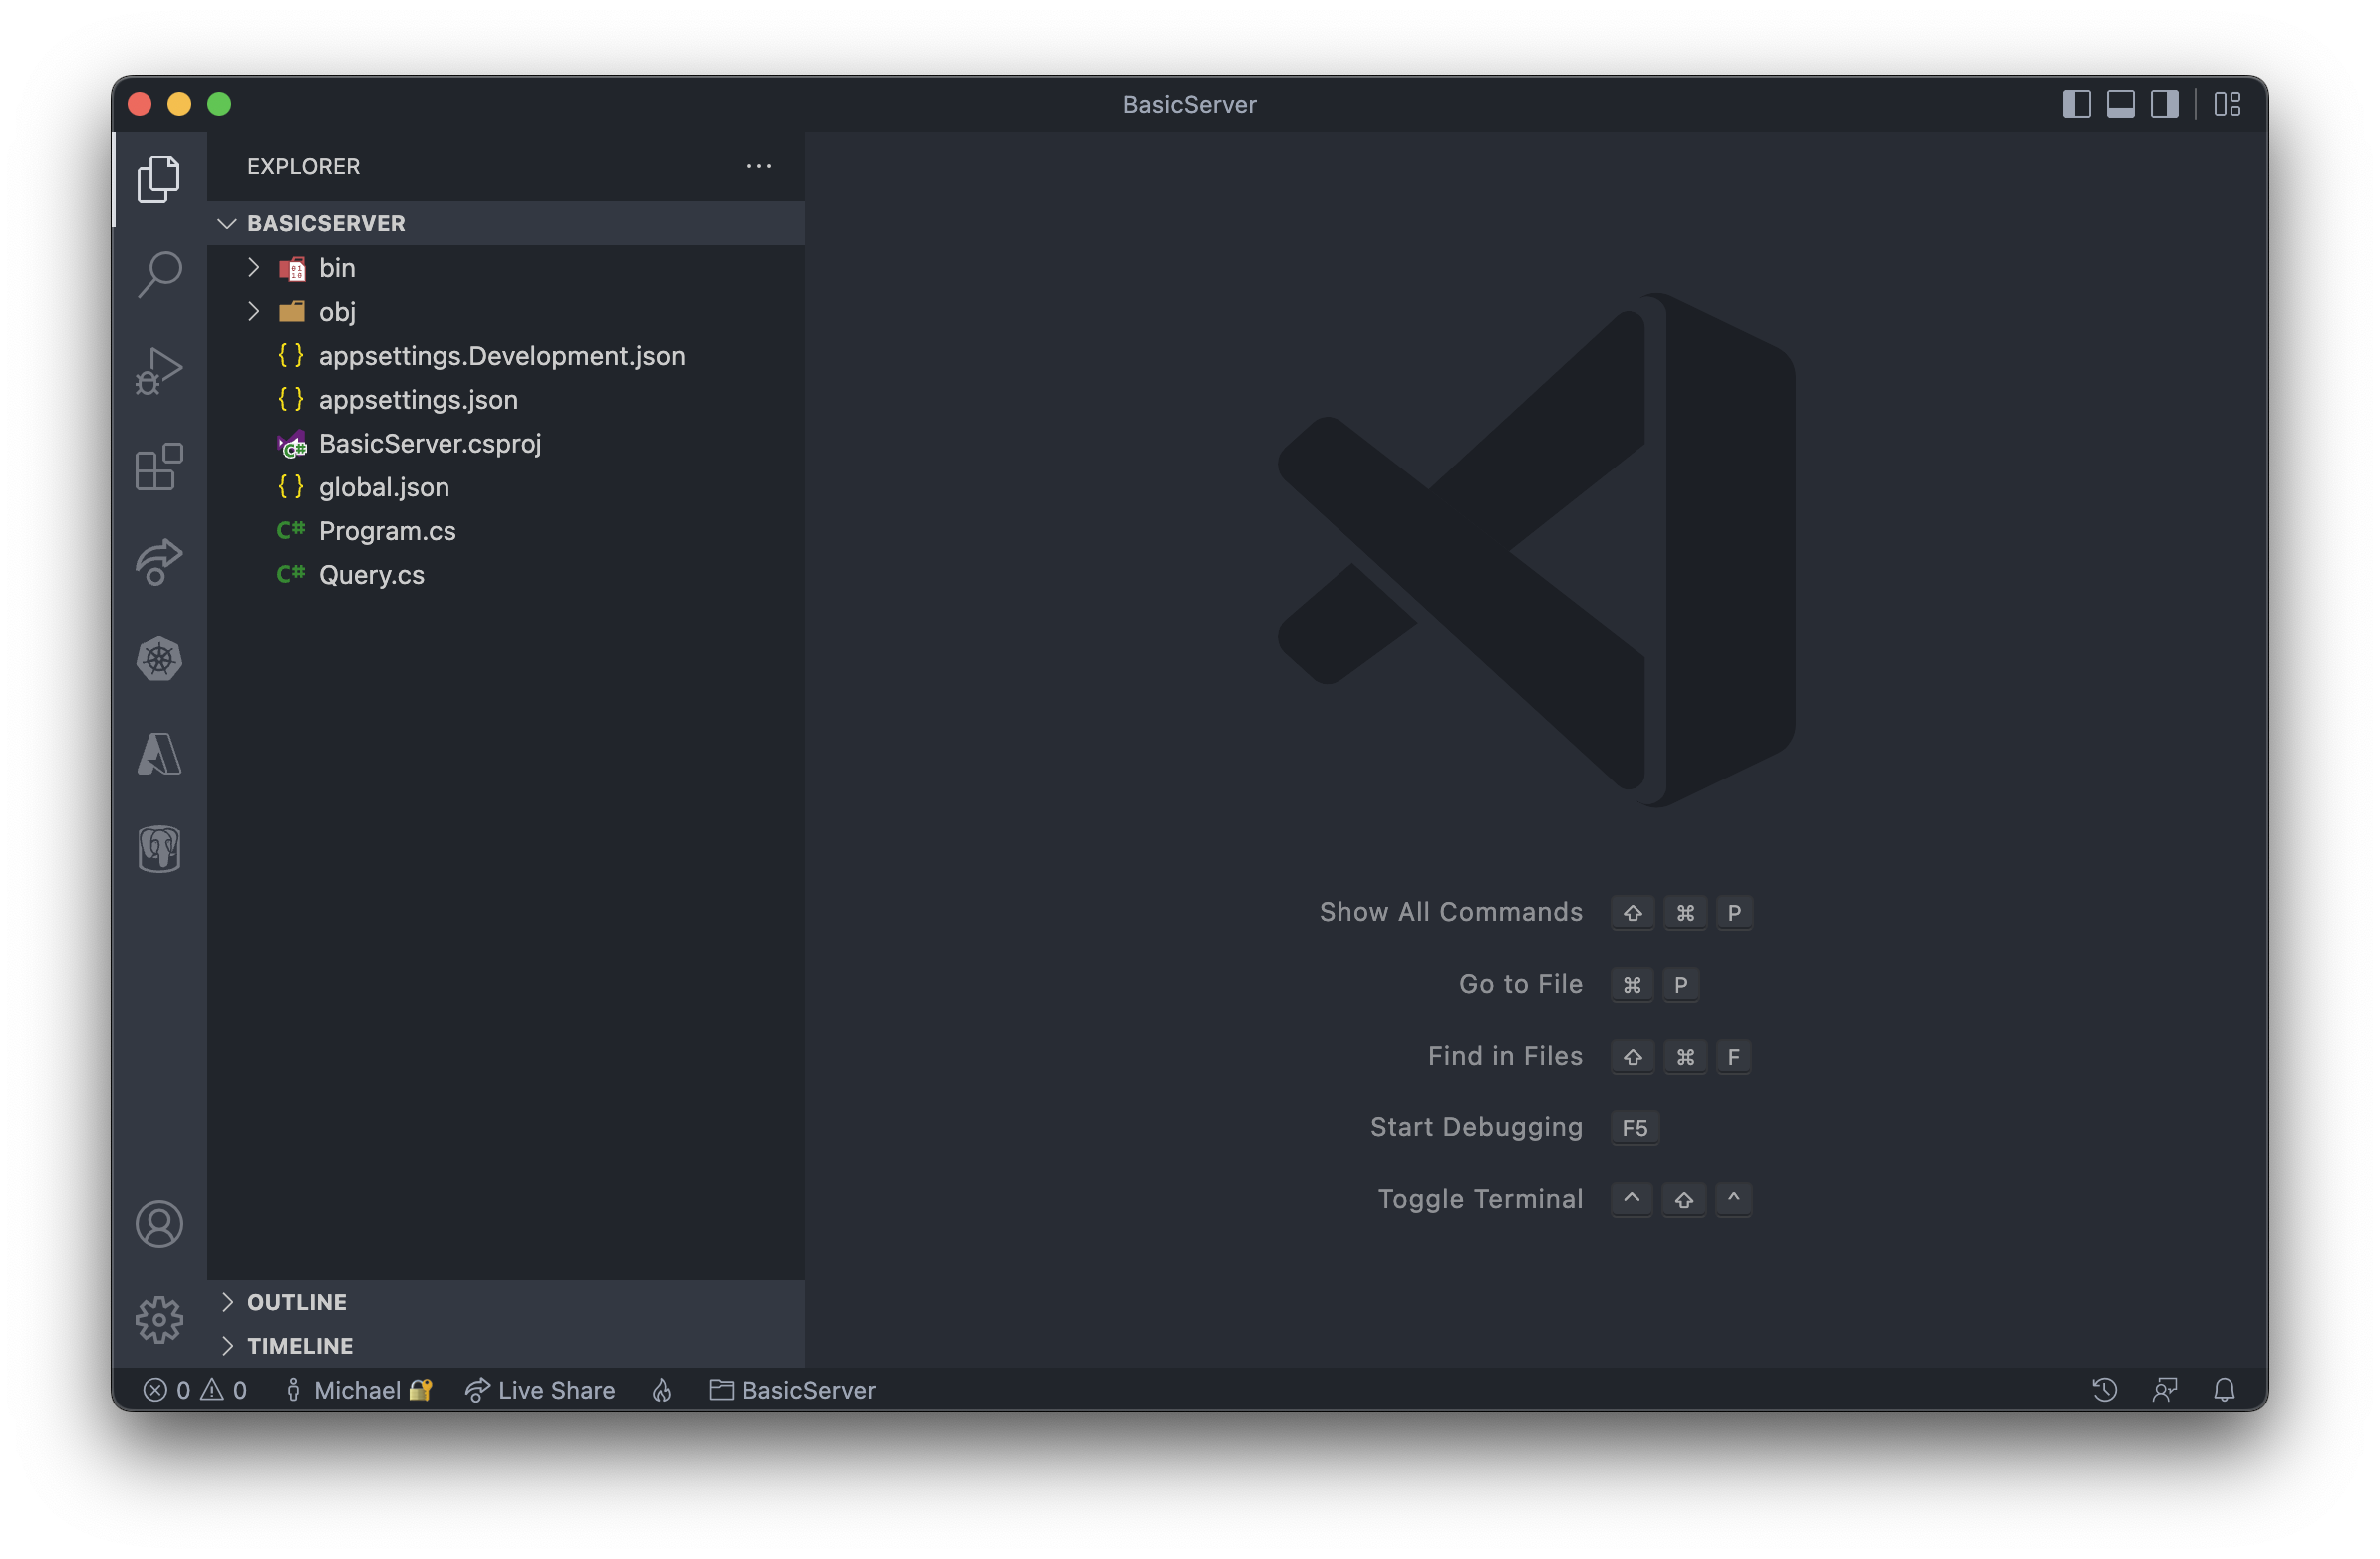 BasicServer
EXPLORER
BASICSERVER
bin
obj
{} appsettings.Development.json
{} appsettings.json
BasicServer.csproj
{} global.json
C# Program.cs
C# Query.cs
OUTLINE
TIMELINE
Show All Commands ⇧ ⌘ P
Go to File ⌘ P
Find in Files ⇧ ⌘ F
Start Debugging F5
Toggle Terminal ^ ⇧ ^
0 0 Michael 🔐 Live Share BasicServer